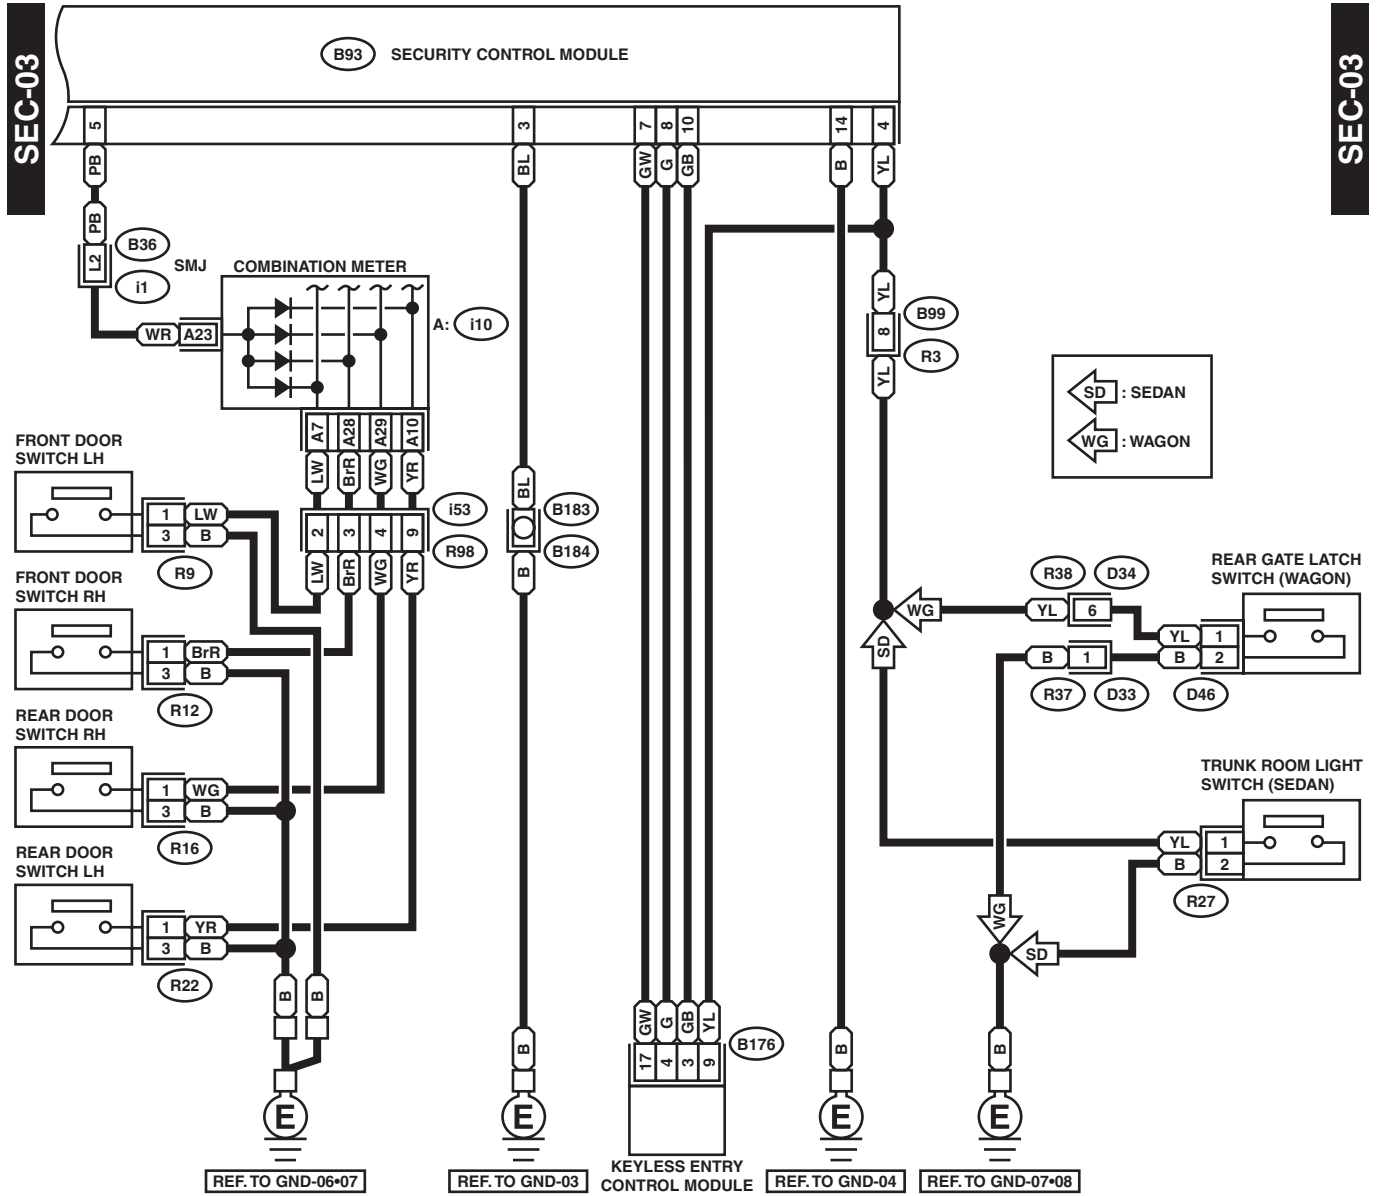 SEC-03
SEC-03
B93 SECURITY CONTROL MODULE
5 3 7 8 10 14 4
PB BL GW G GB B YL
PB
L2
B36
i1
SMJ
COMBINATION METER
WR A23
A: i10
A7 A28 A29 A10
LW BrR WG YR
2 3 4 9
i53
R98
LW BrR WG YR
YL
8
B99
R3
YL
SD : SEDAN
WG : WAGON
FRONT DOOR
SWITCH LH
1 LW
3 B
R9
FRONT DOOR
SWITCH RH
1 BrR
3 B
R12
REAR DOOR
SWITCH RH
1 WG
3 B
R16
REAR DOOR
SWITCH LH
1 YR
3 B
R22
B B
E
REF. TO GND-06•07
BL
B183
B184
B
B
E
REF. TO GND-03
GW G GB YL
17 4 3 9
B176
KEYLESS ENTRY
CONTROL MODULE
B
E
REF. TO GND-04
WG
SD
R38 D34
YL 6
B 1
R37 D33
REAR GATE LATCH
SWITCH (WAGON)
YL 1
B 2
D46
TRUNK ROOM LIGHT
SWITCH (SEDAN)
YL 1
B 2
R27
WG
SD
B
E
REF. TO GND-07•08